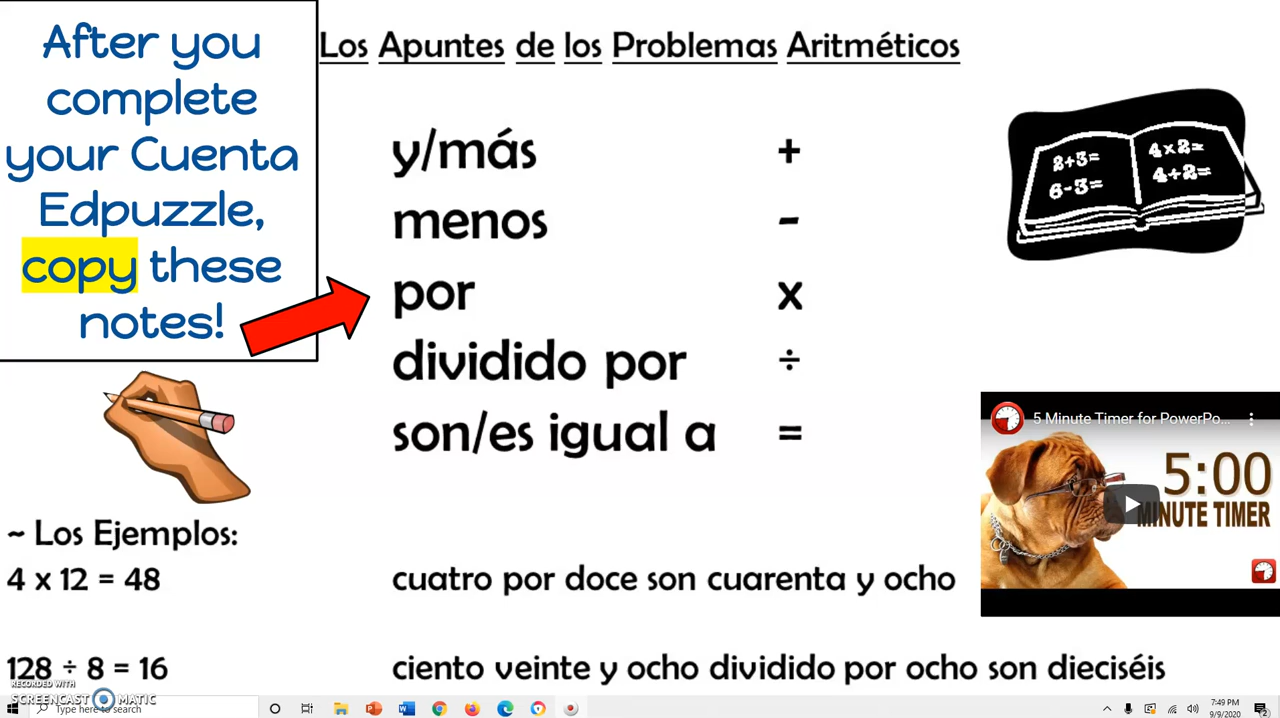 After you
complete
your Cuenta
Edpuzzle,
copy these
notes!
Los Apuntes de los Problemas Aritméticos
y/más +
menos -
por x
dividido por ÷
son/es igual a =
2+3=
6-3=
4x2=
4÷2=
5 Minute Timer for PowerPo...
5:00
MINUTE TIMER
~ Los Ejemplos:
4 x 12 = 48 cuatro por doce son cuarenta y ocho
128 ÷ 8 = 16 ciento veinte y ocho dividido por ocho son dieciséis
RECORDED WITH
SCREENCAST MATIC
Type here to search
7:49 PM
9/9/2020
2